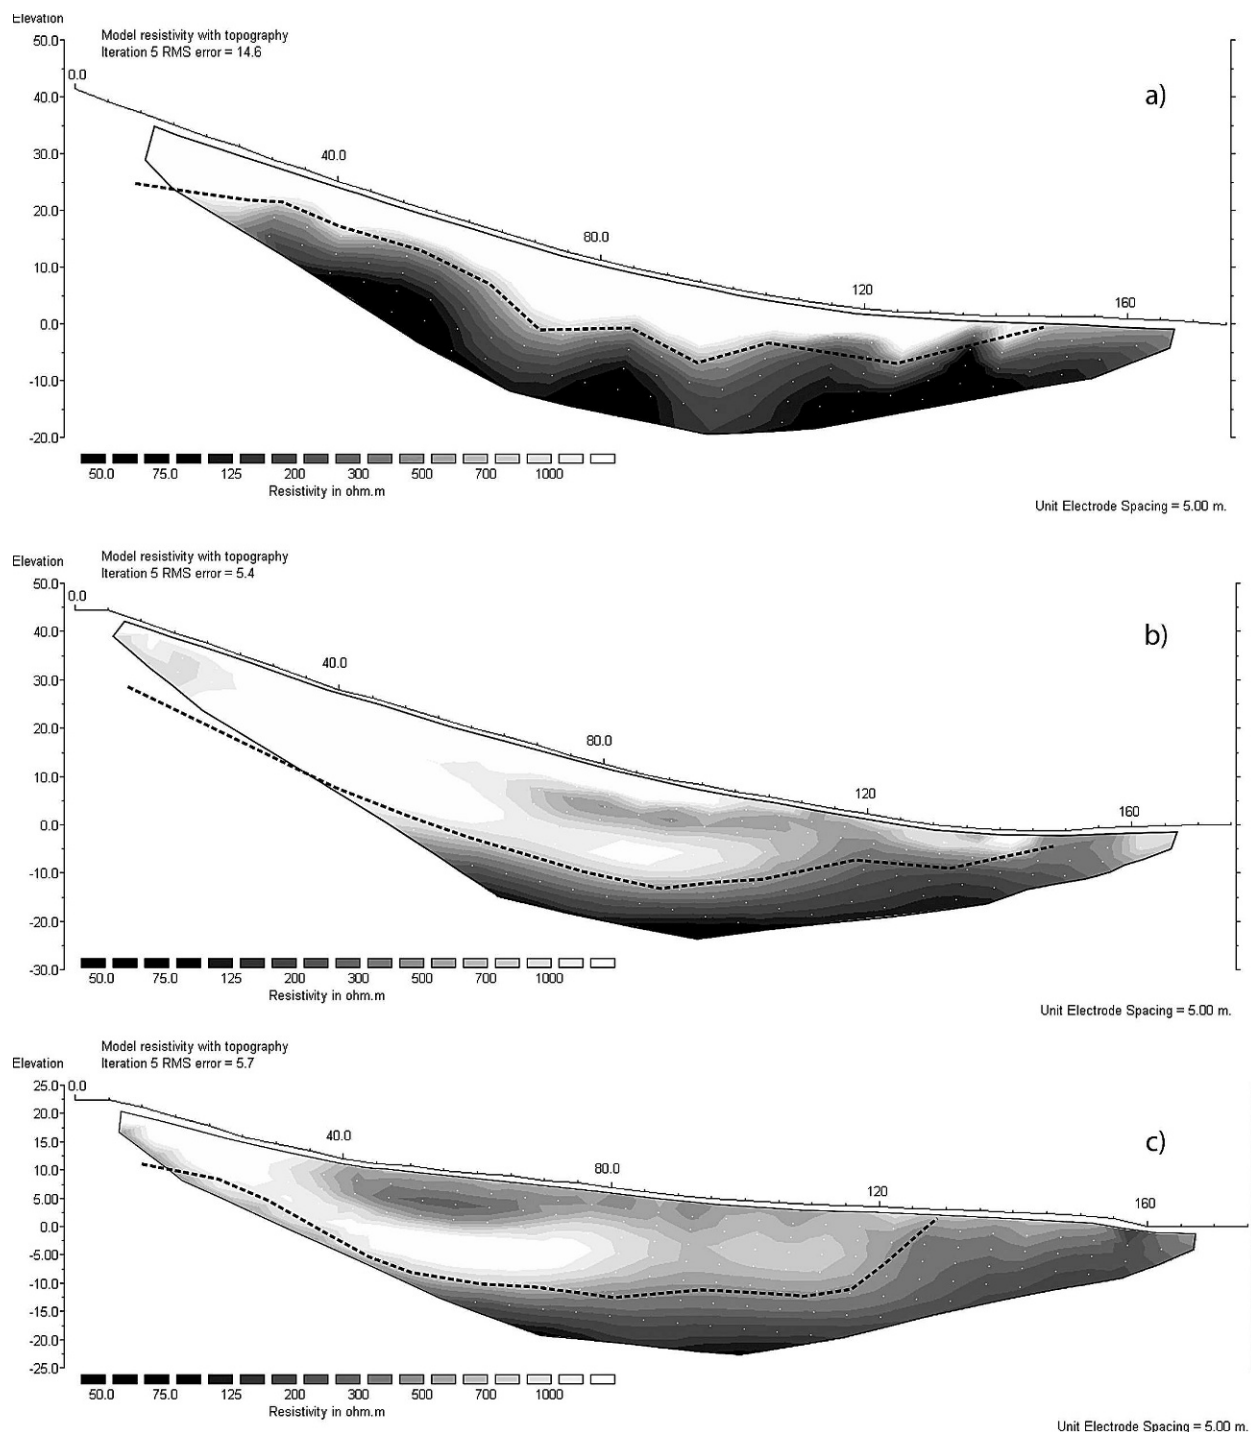 Elevation
Model resistivity with topography
Iteration 5 RMS error = 14.6
50.0
40.0
30.0
20.0
10.0
0.0
-10.0
-20.0
0.0
40.0
80.0
120
160
a)
50.0 75.0 125 200 300 500 700 1000
Resistivity in ohm.m
Unit Electrode Spacing = 5.00 m.
Elevation
Model resistivity with topography
Iteration 5 RMS error = 5.4
50.0
40.0
30.0
20.0
10.0
0.0
-10.0
-20.0
-30.0
0.0
40.0
80.0
120
160
b)
50.0 75.0 125 200 300 500 700 1000
Resistivity in ohm.m
Unit Electrode Spacing = 5.00 m.
Model resistivity with topography
Elevation
Iteration 5 RMS error = 5.7
25.0
20.0
15.0
10.0
5.00
0.0
-5.00
-10.0
-15.0
-20.0
-25.0
0.0
40.0
80.0
120
160
c)
50.0 75.0 125 200 300 500 700 1000
Resistivity in ohm.m
Unit Electrode Spacing = 5.00 m.